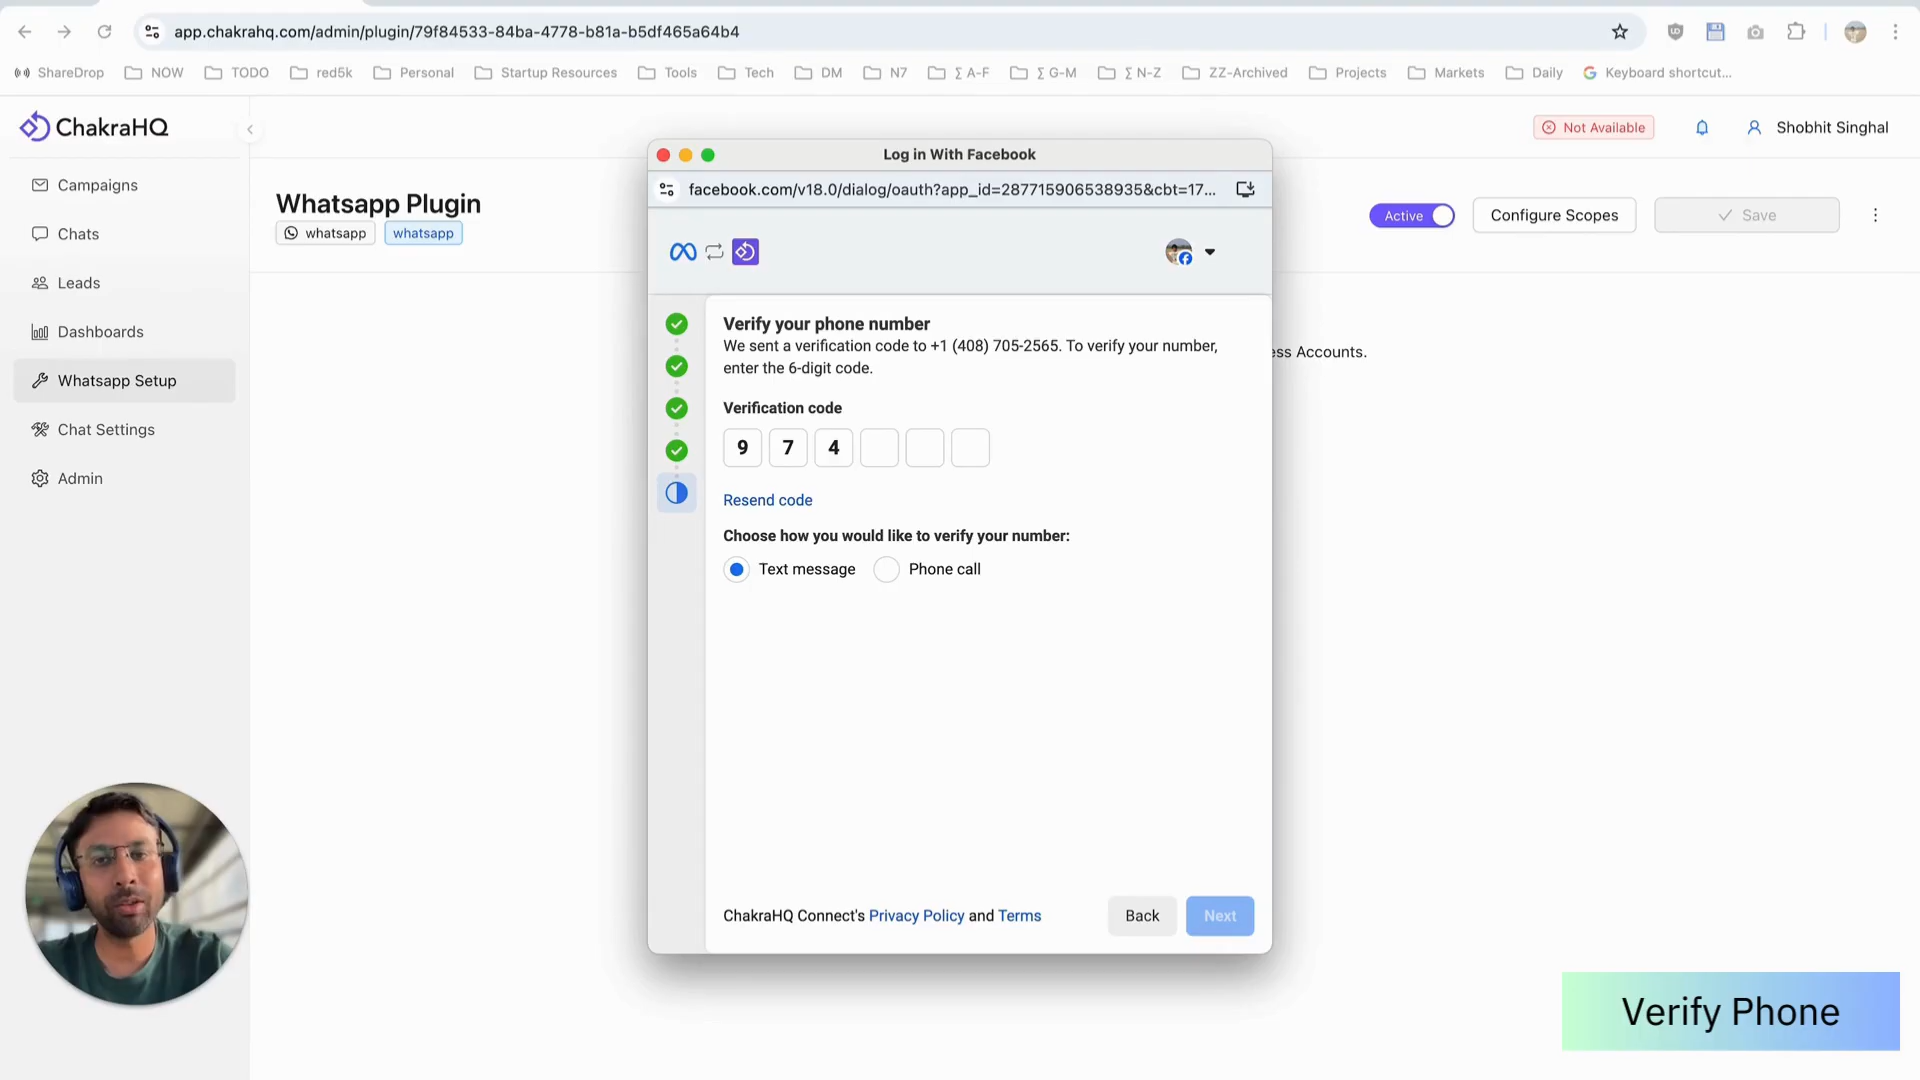 app.chakrahq.com/admin/plugin/79f84533-84ba-4778-b81a-b5df465a64b4
ShareDrop NOW TODO red5k Personal Startup Resources Tools Tech DM N7 Σ A-F Σ G-M Σ N-Z ZZ-Archived Projects Markets Daily Keyboard shortcut...
ChakraHQ
Not Available
Shobhit Singhal
Campaigns
Chats
Leads
Dashboards
Whatsapp Setup
Chat Settings
Admin
Whatsapp Plugin
whatsapp whatsapp
Active
Configure Scopes
Save
ess Accounts.
Log in With Facebook
facebook.com/v18.0/dialog/oauth?app_id=287715906538935&cbt=17...
Verify your phone number
We sent a verification code to +1 (408) 705-2565. To verify your number,
enter the 6-digit code.
Verification code
9 7 4
Resend code
Choose how you would like to verify your number:
Text message Phone call
ChakraHQ Connect's Privacy Policy and Terms
Back
Next
Verify Phone